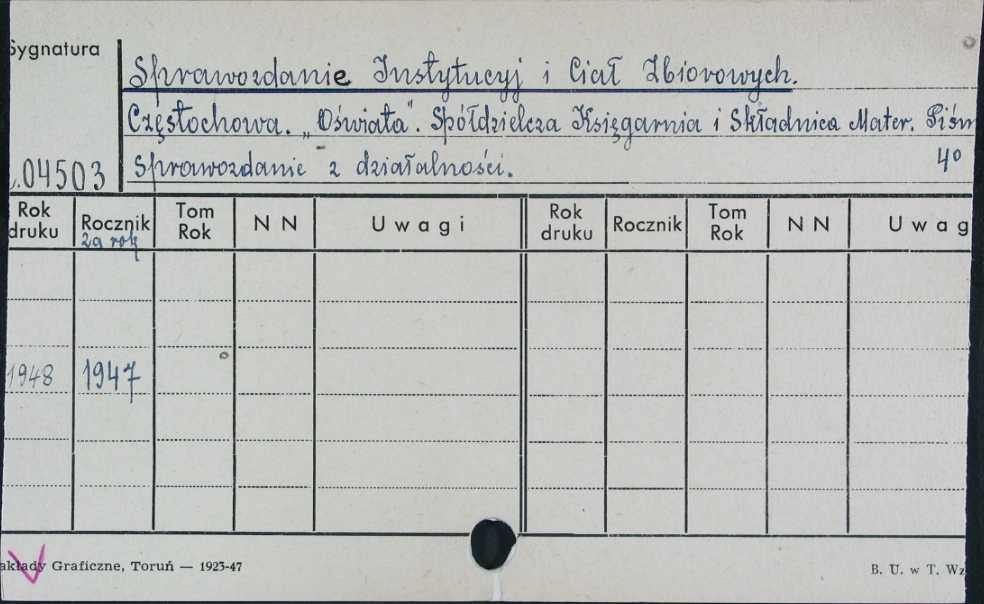 Sygnatura
Sprawozdanie Instytucyj i Ciał Zbiorowych.
Częstochowa. „Oświata”. Spółdzielcza Księgarnia i Składnica Mater. Piśm
04503 Sprawozdanie z działalności. 4°
Rok druku Rocznik Tom Rok N N Uwagi Rok druku Rocznik Tom Rok N N Uwag
za rok
1948 1947
akłady Graficzne, Toruń — 1923-47 B. U. w T. Wz